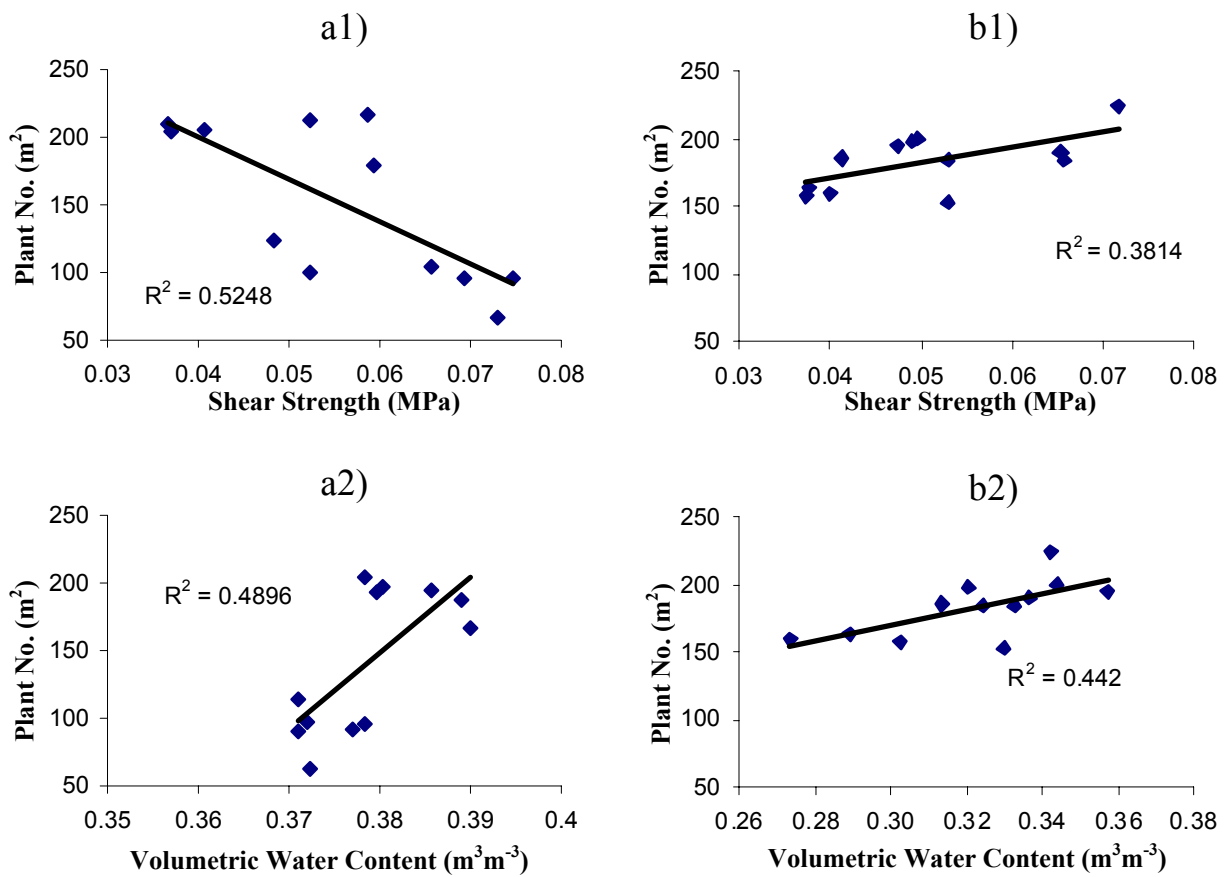 a1)
Plant No. (m²)
250
200
150
100
50
R² = 0.5248
0.03 0.04 0.05 0.06 0.07 0.08
Shear Strength (MPa)
b1)
Plant No. (m²)
250
200
150
100
50
R² = 0.3814
0.03 0.04 0.05 0.06 0.07 0.08
Shear Strength (MPa)
a2)
Plant No. (m²)
250
200
150
100
50
R² = 0.4896
0.35 0.36 0.37 0.38 0.39 0.4
Volumetric Water Content (m³m⁻³)
b2)
Plant No. (m²)
250
200
150
100
50
R² = 0.442
0.26 0.28 0.30 0.32 0.34 0.36 0.38
Volumetric Water Content (m³m⁻³)